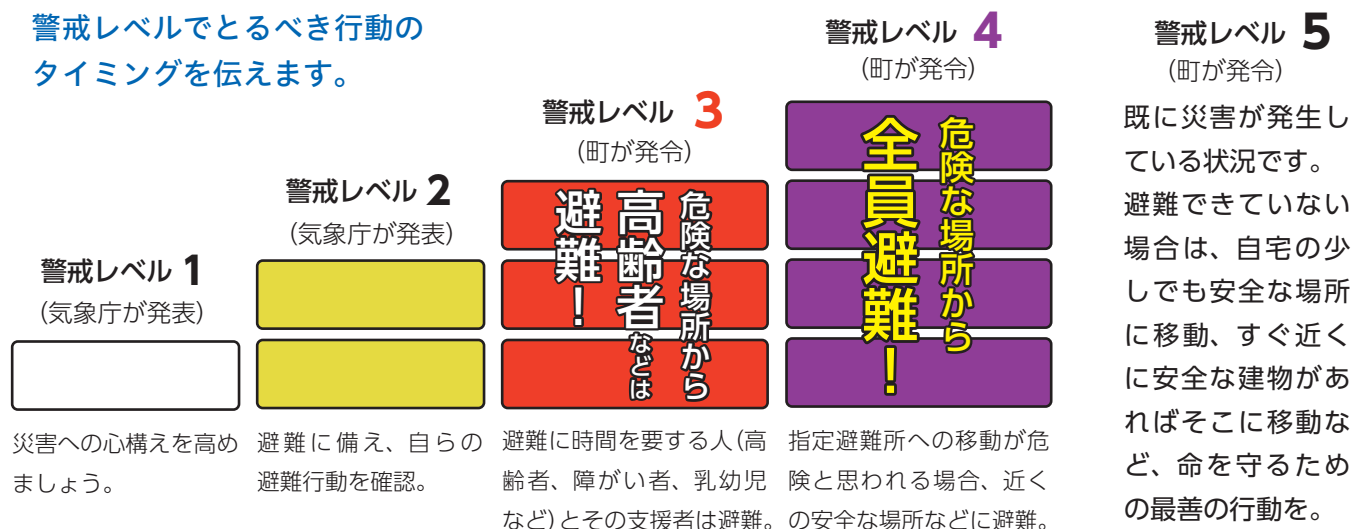 警戒レベルでとるべき行動の
タイミングを伝えます。
警戒レベル 1
(気象庁が発表)
災害への心構えを高め
ましょう。
警戒レベル 2
(気象庁が発表)
避難に備え、自らの
避難行動を確認。
警戒レベル 3
(町が発令)
危険な場所から
高齢者などは
避難!
避難に時間を要する人(高
齢者、障がい者、乳幼児
など)とその支援者は避難。
警戒レベル 4
(町が発令)
危険な場所から
全員避難!
指定避難所への移動が危
険と思われる場合、近く
の安全な場所などに避難。
警戒レベル 5
(町が発令)
既に災害が発生し
ている状況です。
避難できていない
場合は、自宅の少
しでも安全な場所
に移動、すぐ近く
に安全な建物があ
ればそこに移動な
ど、命を守るため
の最善の行動を。